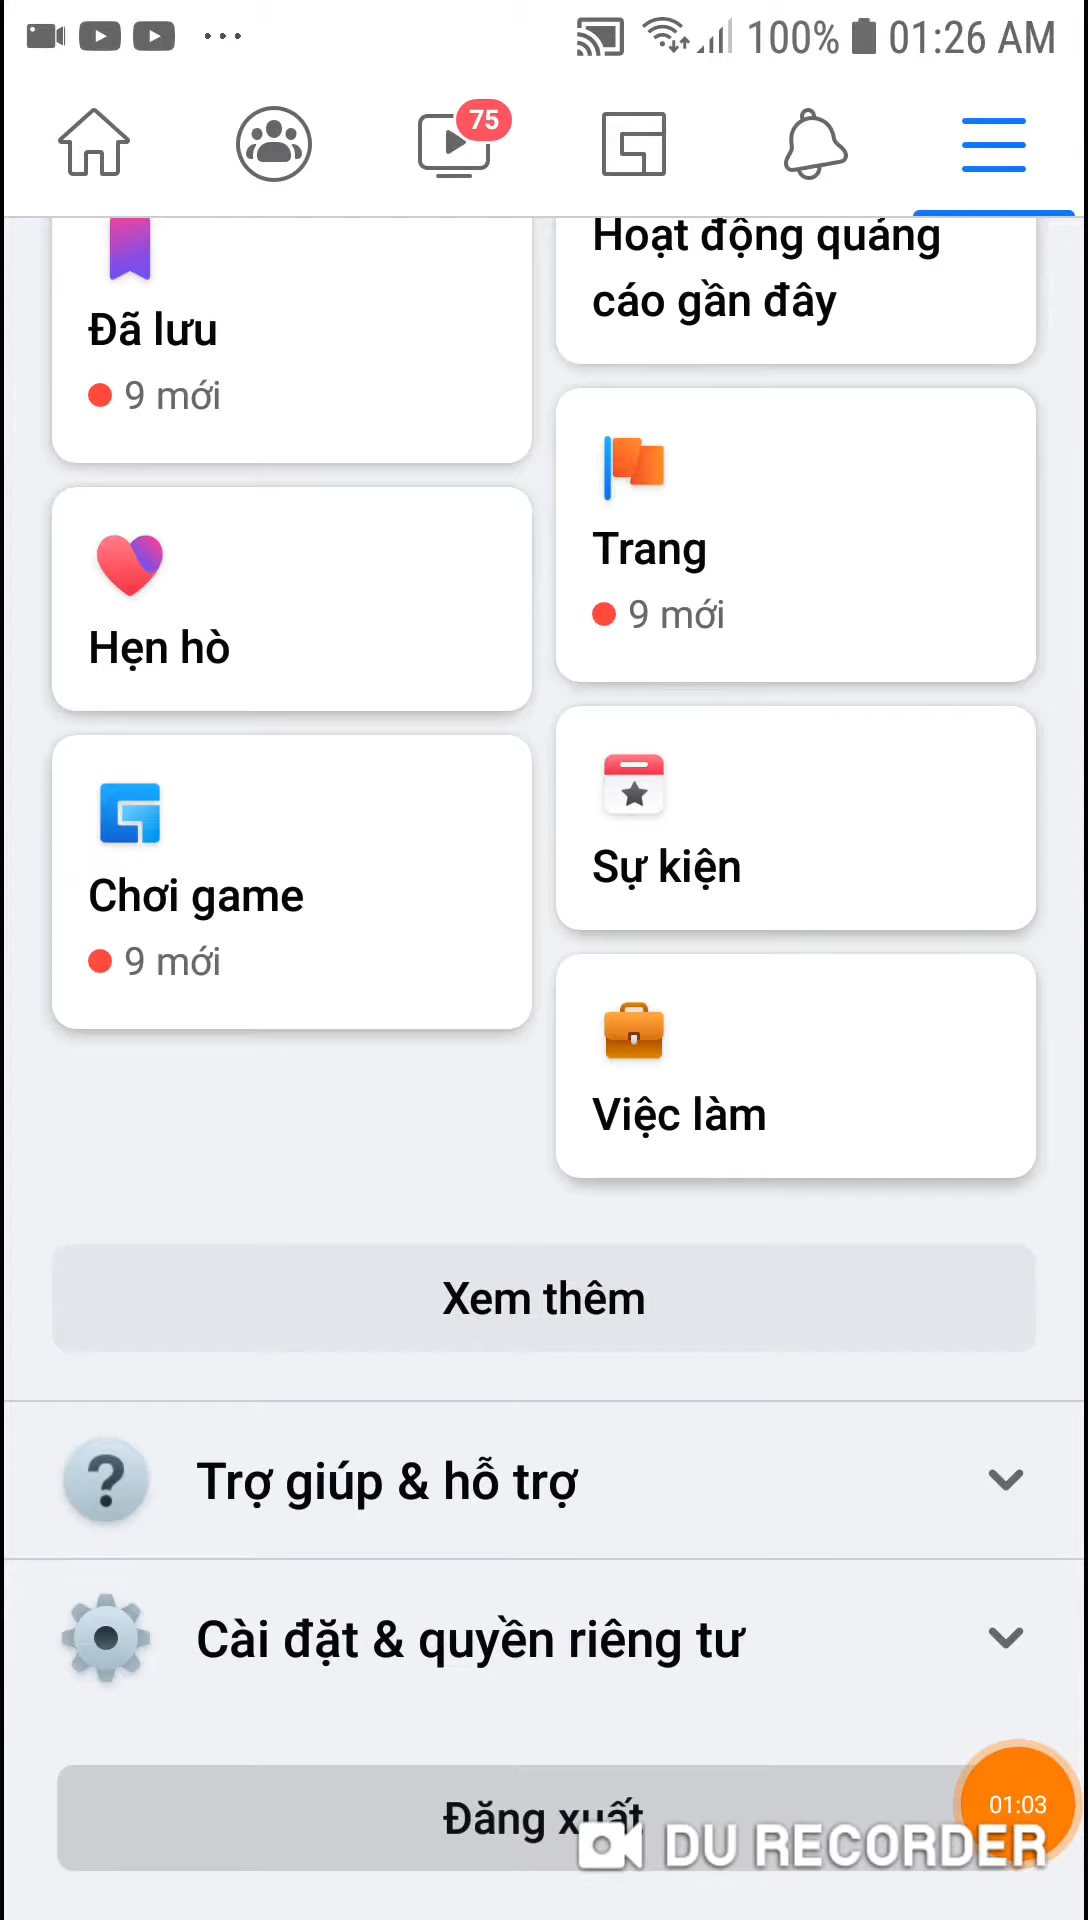 100% 01:26 AM
75
Đã lưu
9 mới
Hoạt động quảng
cáo gần đây
Trang
9 mới
Hẹn hò
Sự kiện
Chơi game
9 mới
Việc làm
Xem thêm
Trợ giúp & hỗ trợ
Cài đặt & quyền riêng tư
Đăng xuất
01:03
DU RECORDER